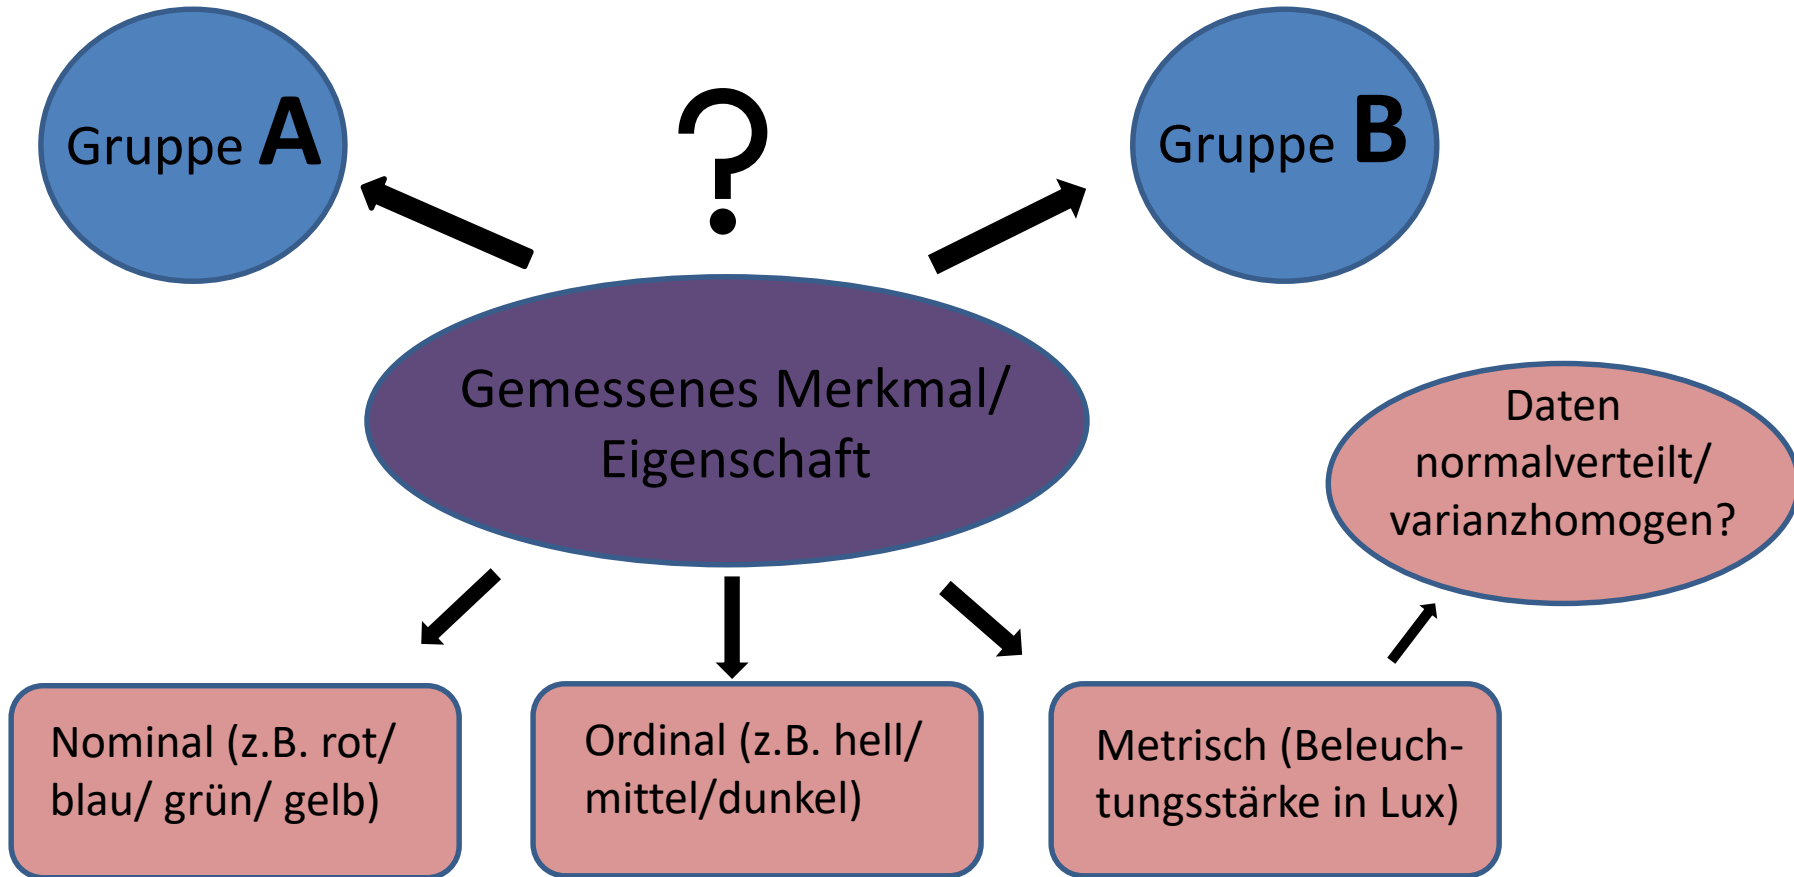 Gruppe A
?
Gruppe B
Gemessenes Merkmal/
Eigenschaft
Daten
normalverteilt/
varianzhomogen?
Nominal (z.B. rot/
blau/ grün/ gelb)
Ordinal (z.B. hell/
mittel/dunkel)
Metrisch (Beleuch-
tungsstärke in Lux)